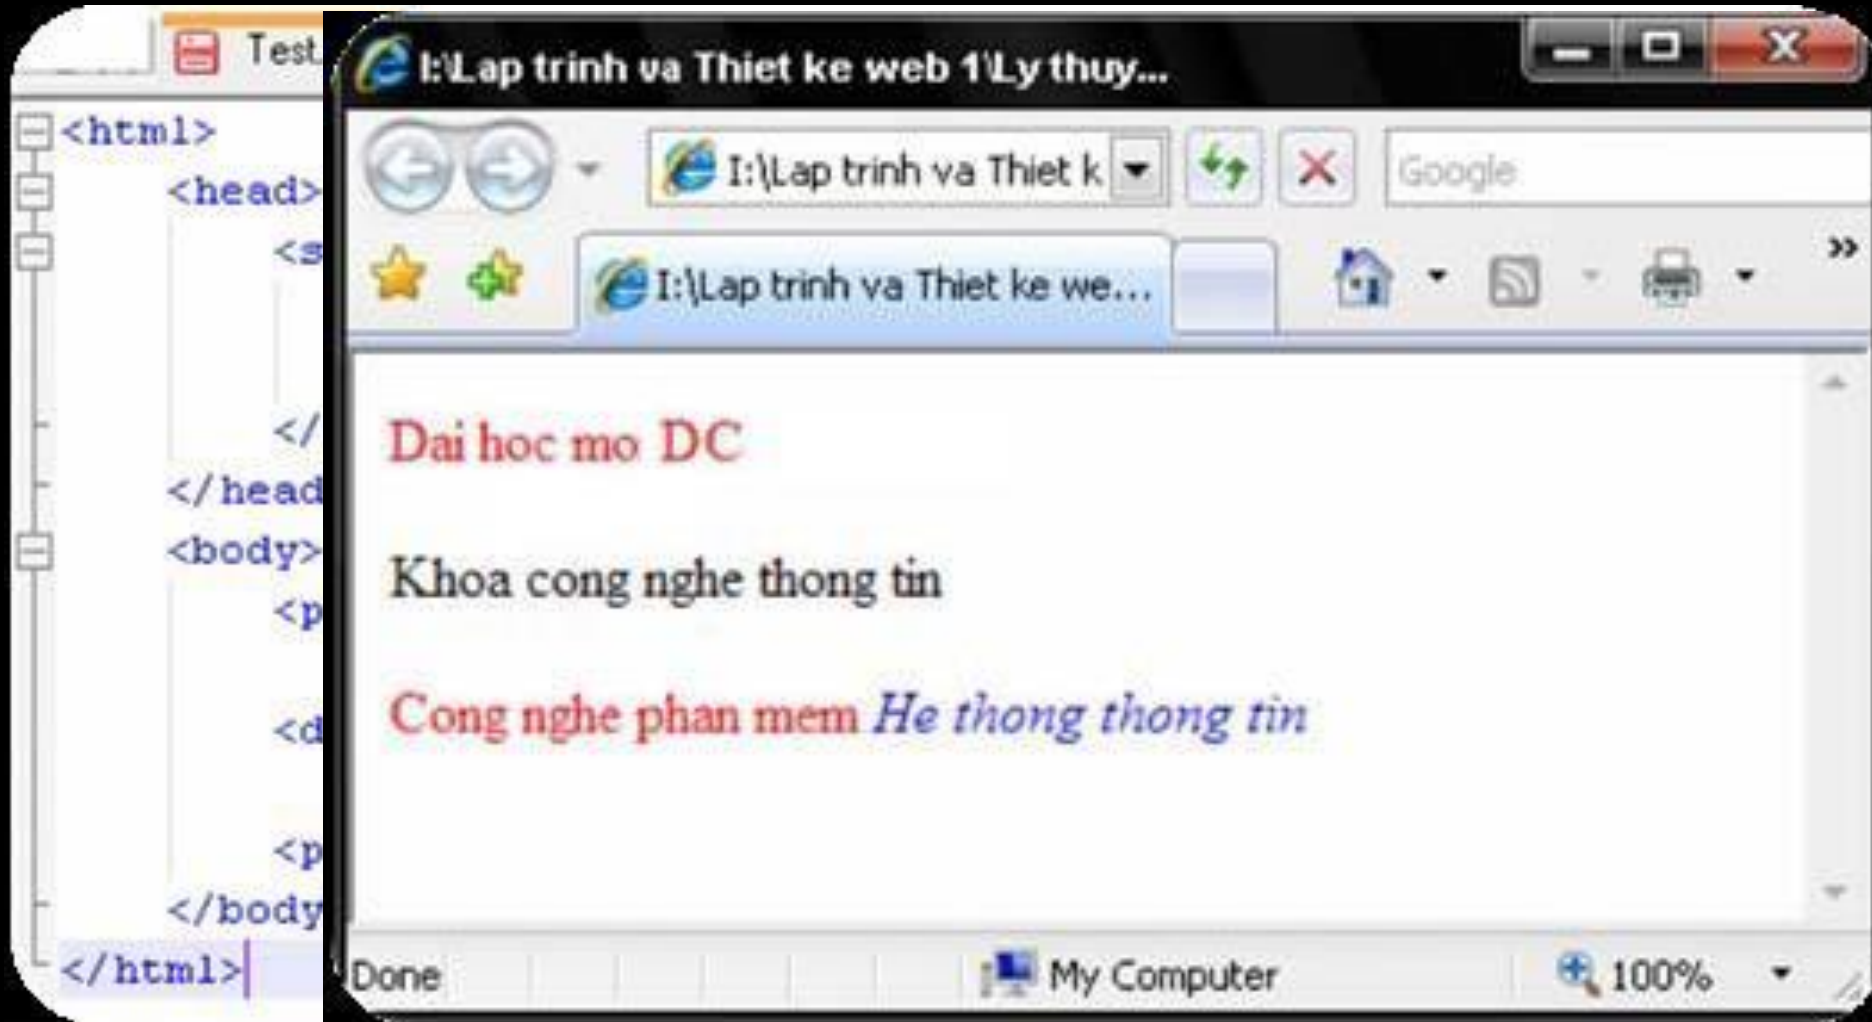 Test.
<html>
<head>
<s
</
</head
<body>
<p
<d
<p
</body
</html>
I:\Lap trinh va Thiet ke web 1\Ly thuy...
I:\Lap trinh va Thiet k
Google
I:\Lap trinh va Thiet ke we...
»
Dai hoc mo DC
Khoa cong nghe thong tin
Cong nghe phan mem He thong thong tin
Done My Computer 100%